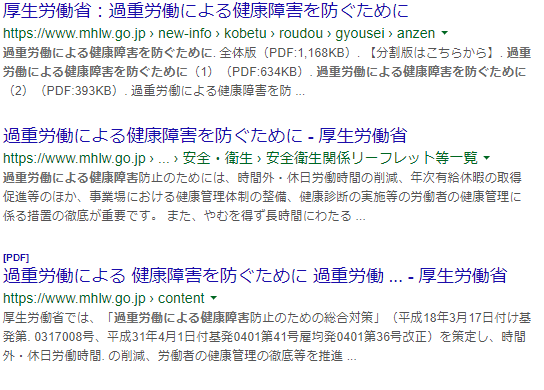 厚生労働省：過重労働による健康障害を防ぐために
https://www.mhlw.go.jp › new-info › kobetu › roudou › gyousei › anzen
過重労働による健康障害を防ぐために. 全体版（PDF:1,168KB）. 【分割版はこちらから】. 過重
労働による健康障害を防ぐために（1）（PDF:634KB）. 過重労働による健康障害を防ぐために
（2）（PDF:393KB）. 過重労働による健康障害を防 ...
過重労働による健康障害を防ぐために - 厚生労働省
https://www.mhlw.go.jp › ... › 安全・衛生 › 安全衛生関係リーフレット等一覧
過重労働による健康障害防止のためには、時間外・休日労働時間の削減、年次有給休暇の取得
促進等のほか、事業場における健康管理体制の整備、健康診断の実施等の労働者の健康管理に
係る措置の徹底が重要です。 また、やむを得ず長時間にわたる ...
[PDF]
過重労働による 健康障害を防ぐために 過重労働 ... - 厚生労働省
https://www.mhlw.go.jp › content
厚生労働省では、「過重労働による健康障害防止のための総合対策」（平成18年3月17日付け基
発第. 0317008号、平成31年4月1日付基発0401第41号雇均発0401第36号改正）を策定し、時間
外・休日労働時間. の削減、労働者の健康管理の徹底等を推進 ...